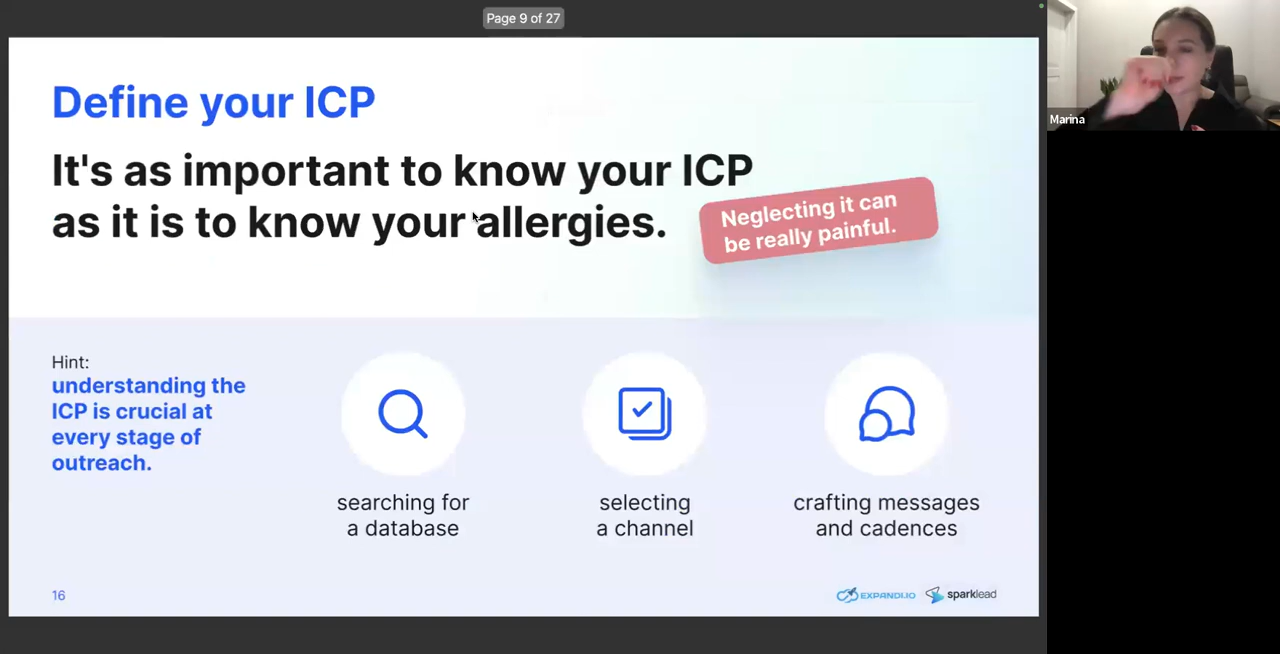 Page 9 of 27
Define your ICP
It's as important to know your ICP
as it is to know your allergies.
Neglecting it can
be really painful.
Hint:
understanding the
ICP is crucial at
every stage of
outreach.
searching for
a database
selecting
a channel
crafting messages
and cadences
16
EXPANDI.IO
sparklead
Marina